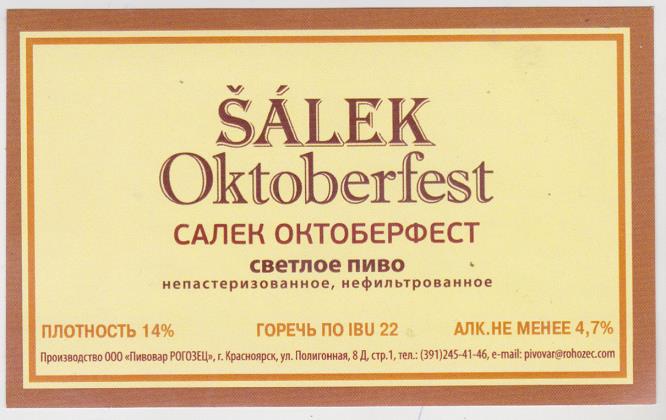 ŠÁLEK
Oktoberfest
САЛЕК ОКТОБЕРФЕСТ
светлое пиво
непастеризованное, нефильтрованное
ПЛОТНОСТЬ 14% ГОРЕЧЬ ПО IBU 22 АЛК.НЕ МЕНЕЕ 4,7%
Производство ООО «Пивовар РОГОЗЕЦ», г. Красноярск, ул. Полигонная, 8 Д, стр.1, тел.: (391)245-41-46, e-mail: pivovar@rohozec.com